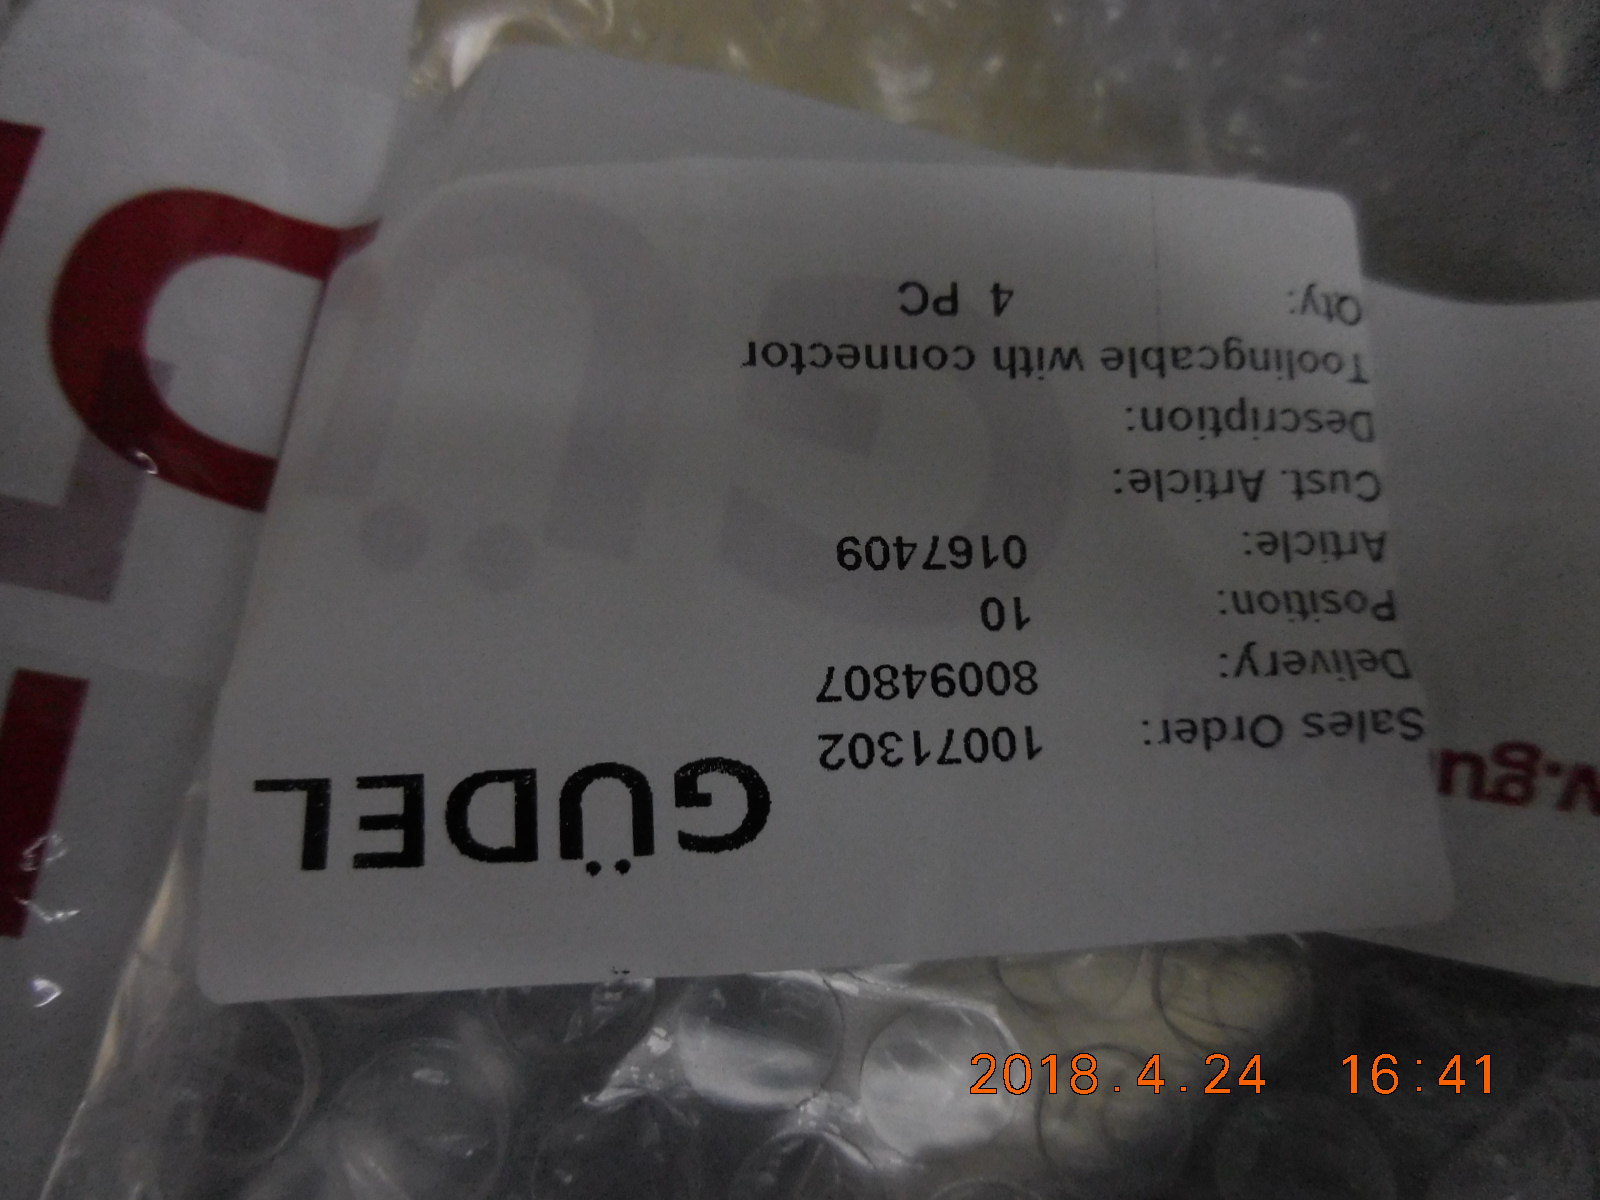 GÜDEL
Sales Order: 10071302
Delivery: 80094807
Position: 10
Article: 0167409
Cust. Article:
Description:
Toolingcable with connector
Qty: 4 PC
2018.4.24 16:41